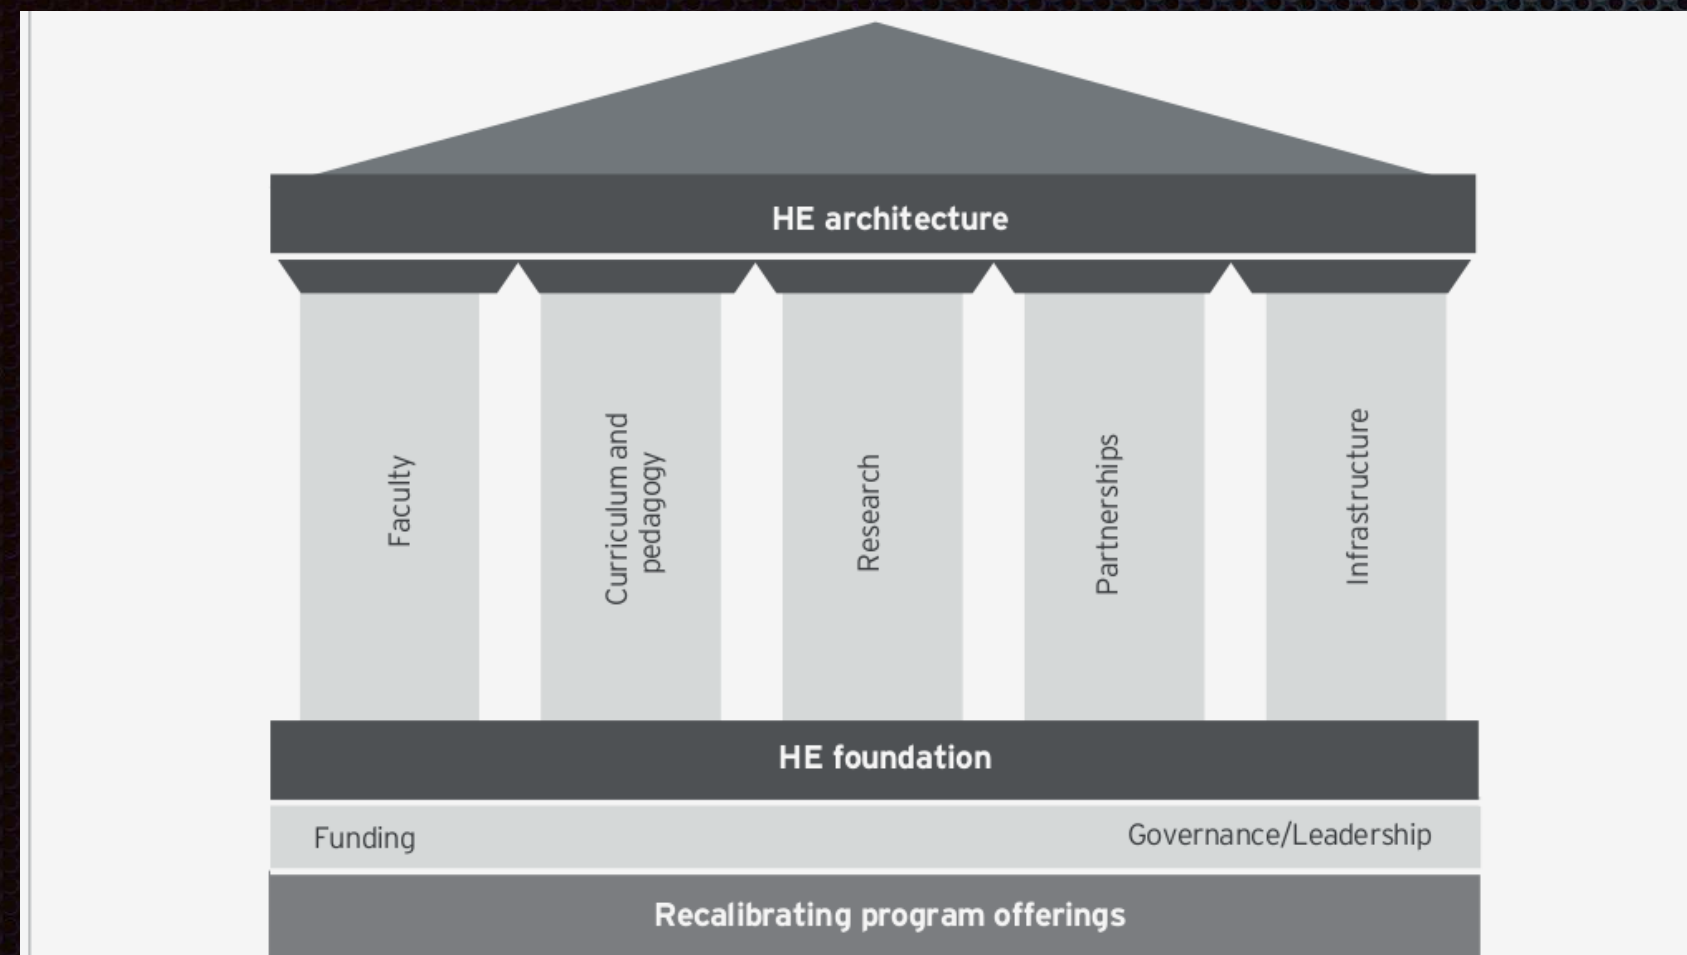 HE architecture
Faculty
Curriculum and
pedagogy
Research
Partnerships
Infrastructure
HE foundation
Funding
Governance/Leadership
Recalibrating program offerings